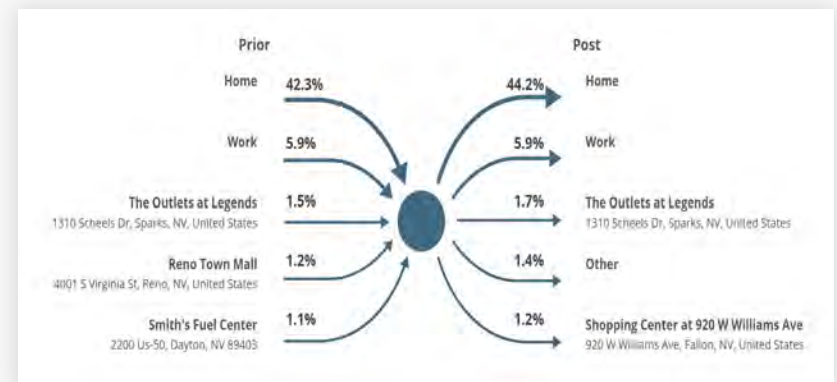 Prior
Post
Home 42.3%
44.2% Home
Work 5.9%
5.9% Work
The Outlets at Legends 1.5%
1310 Scheels Dr, Sparks, NV, United States
1.7% The Outlets at Legends
1310 Scheels Dr, Sparks, NV, United States
Reno Town Mall 1.2%
4001 S Virginia St, Reno, NV, United States
1.4% Other
Smith's Fuel Center 1.1%
2200 Us-50, Dayton, NV 89403
1.2% Shopping Center at 920 W Williams Ave
920 W Williams Ave, Fallon, NV, United States